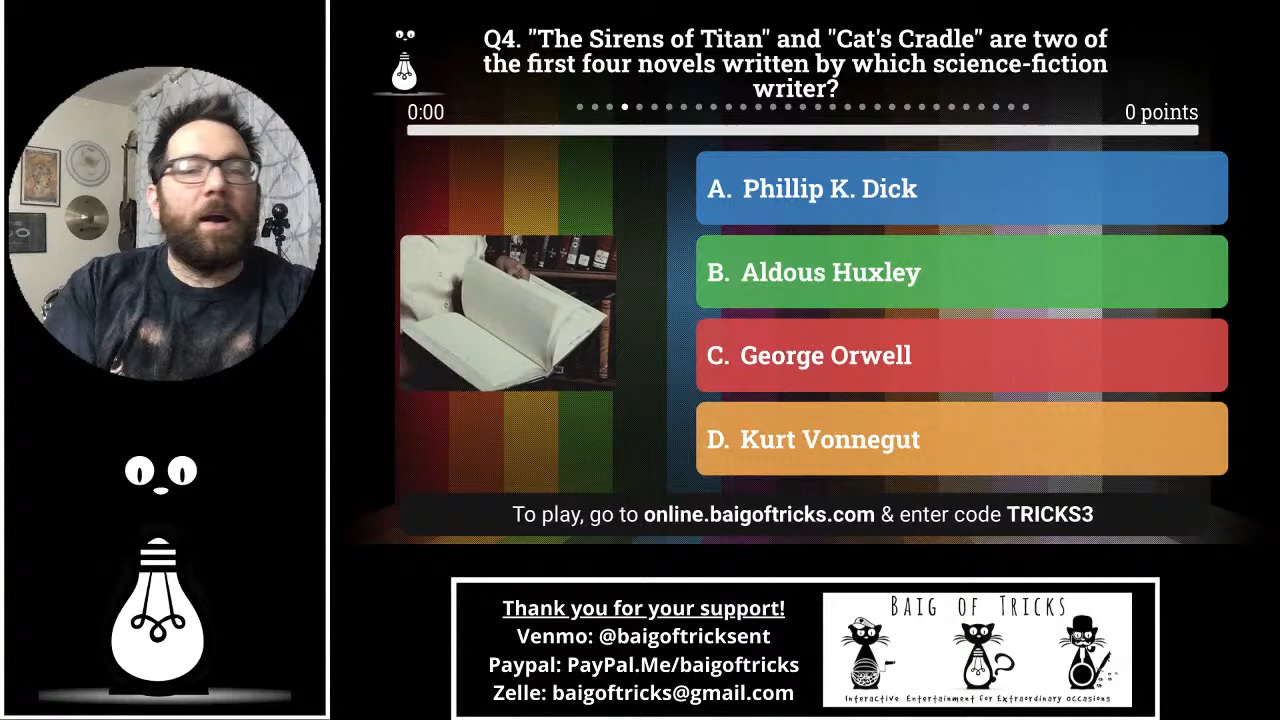 Q4. "The Sirens of Titan" and "Cat's Cradle" are two of
the first four novels written by which science-fiction
writer?
0:00
0 points
A. Phillip K. Dick
B. Aldous Huxley
C. George Orwell
D. Kurt Vonnegut
To play, go to online.baigoftricks.com & enter code TRICKS3
Thank you for your support!
Venmo: @baigoftricksent
Paypal: PayPal.Me/baigoftricks
Zelle: baigoftricks@gmail.com
BAIG OF TRICKS
Interactive Entertainment for Extraordinary occasions